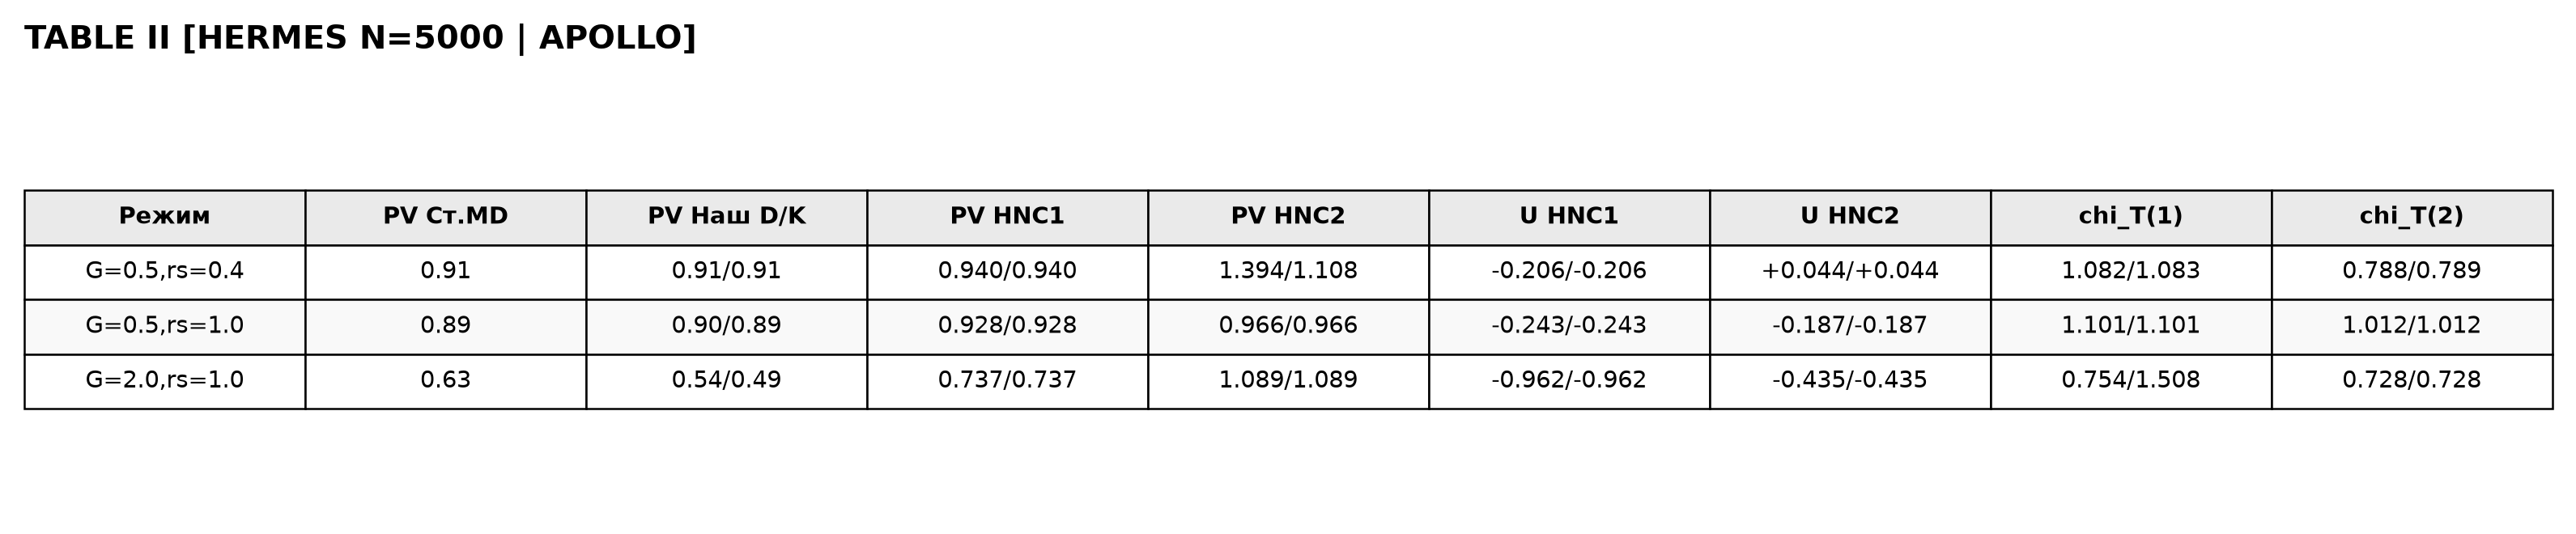 TABLE II [HERMES N=5000 | APOLLO]
Режим PV Ст.MD PV Наш D/K PV HNC1 PV HNC2 U HNC1 U HNC2 chi_T(1) chi_T(2)
G=0.5,rs=0.4 0.91 0.91/0.91 0.940/0.940 1.394/1.108 -0.206/-0.206 +0.044/+0.044 1.082/1.083 0.788/0.789
G=0.5,rs=1.0 0.89 0.90/0.89 0.928/0.928 0.966/0.966 -0.243/-0.243 -0.187/-0.187 1.101/1.101 1.012/1.012
G=2.0,rs=1.0 0.63 0.54/0.49 0.737/0.737 1.089/1.089 -0.962/-0.962 -0.435/-0.435 0.754/1.508 0.728/0.728